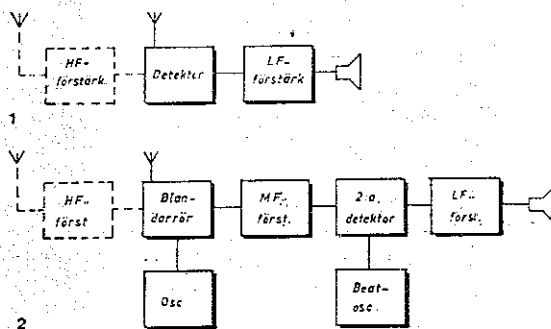 HF-
förstärk.
Detektor
LF-
förstärk
1
HF-
först
Blan-
darrör
MF-
först.
2:a
detektor
LF-
först.
Osc
Beat-
osc.
2